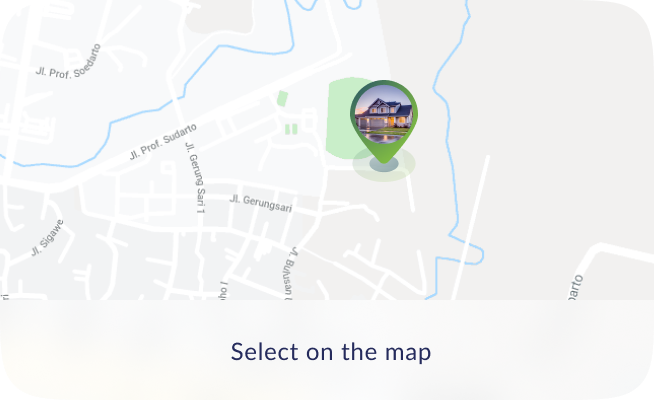 Jl. Prof. Soedarto
Jl. Prof. Sudarto
Jl. Gerung Sari 1
Jl. Gerungsari
Jl. Sigawe
Select on the map